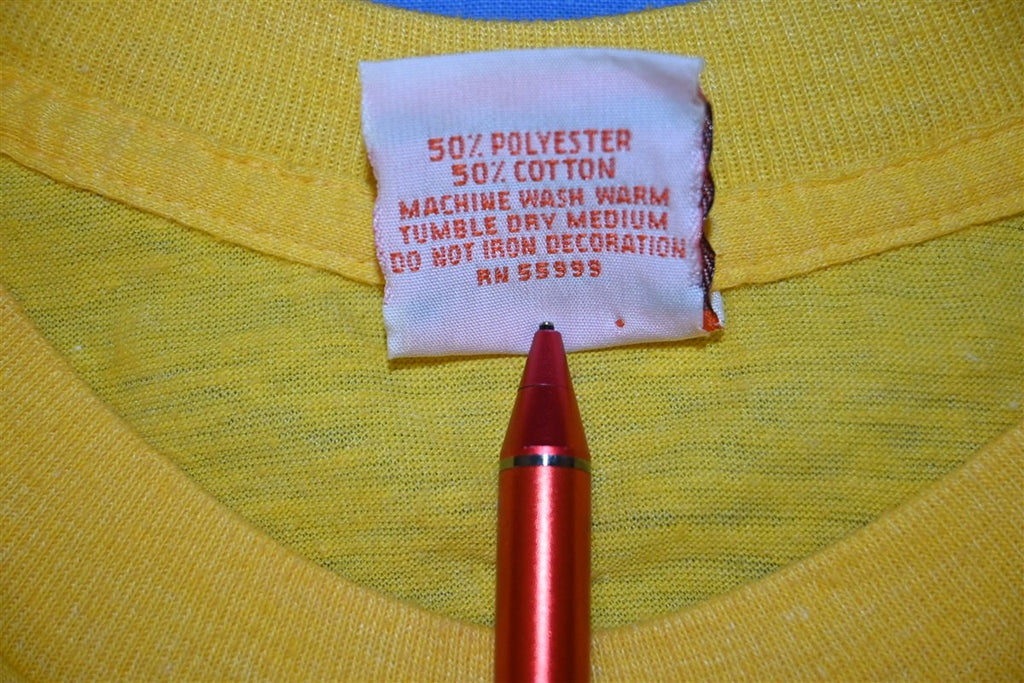 50% POLYESTER
50% COTTON
MACHINE WASH WARM
TUMBLE DRY MEDIUM
DO NOT IRON DECORATION
RN 55999